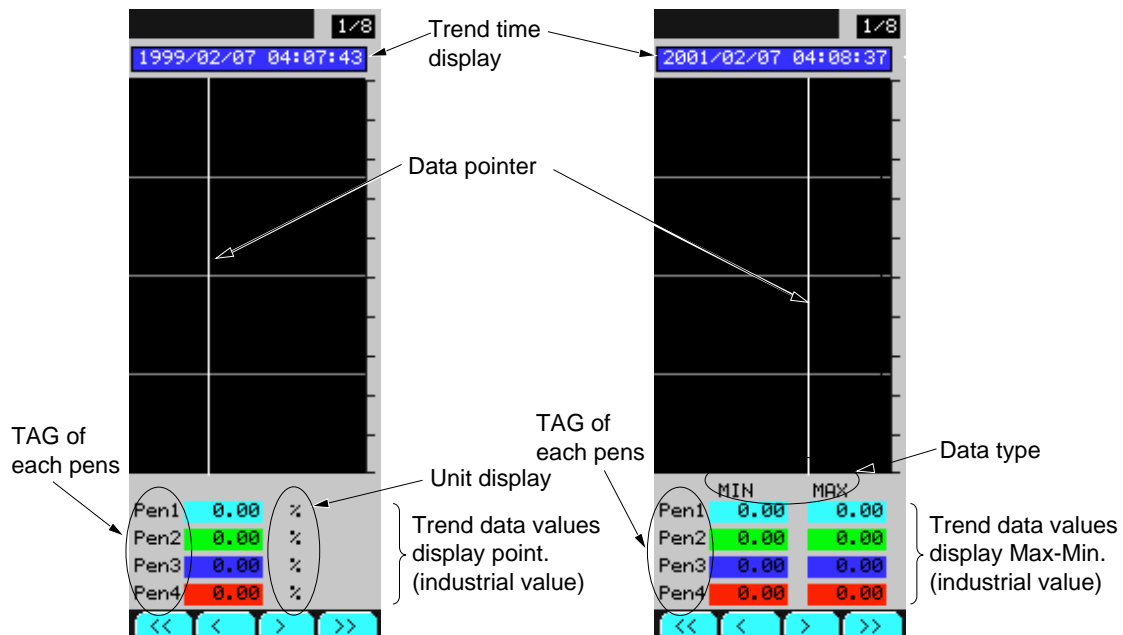 1/8
1999/02/07 04:07:43
Trend time
display
1/8
2001/02/07 04:08:37
Data pointer
TAG of
each pens
Unit display
Pen1 0.00 %
Pen2 0.00 %
Pen3 0.00 %
Pen4 0.00 %
Trend data values
display point.
(industrial value)
<< < > >>
TAG of
each pens
Data type
MIN MAX
Pen1 0.00 0.00
Pen2 0.00 0.00
Pen3 0.00 0.00
Pen4 0.00 0.00
Trend data values
display Max-Min.
(industrial value)
<< < > >>